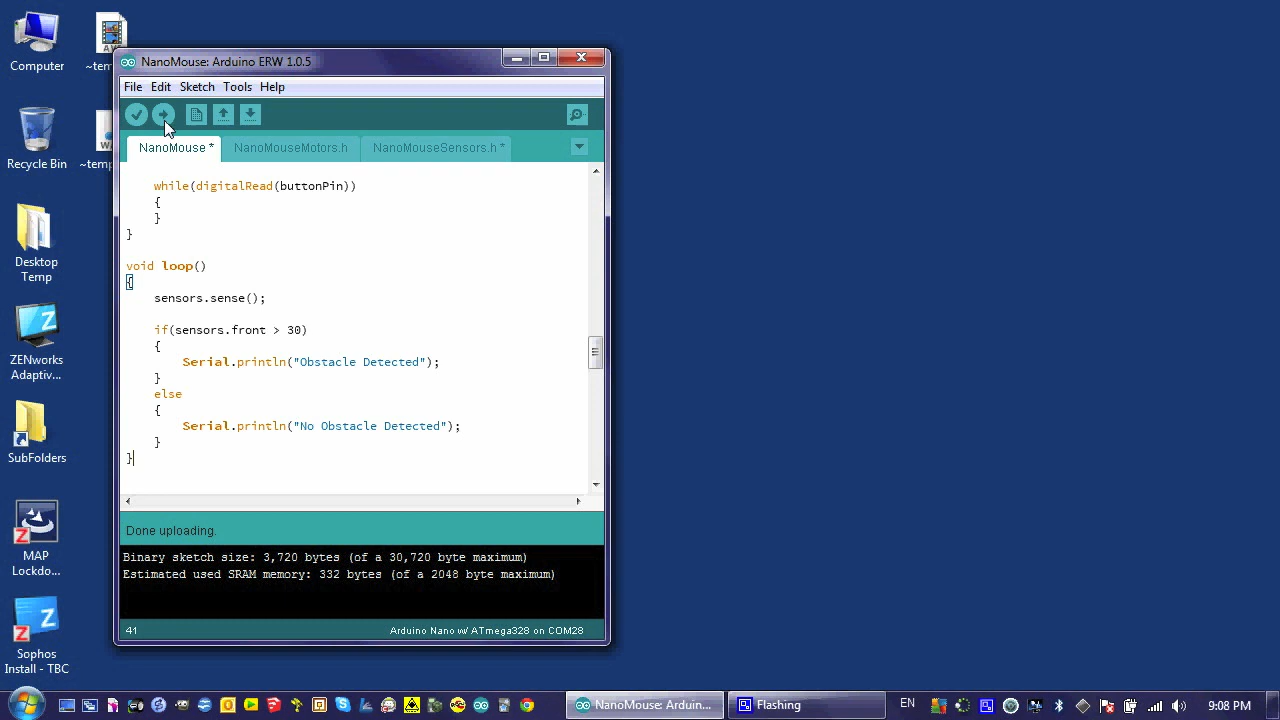 Computer
Recycle Bin
Desktop
Temp
ZENworks
Adaptiv...
SubFolders
MAP
Lockdo...
Sophos
Install - TBC
~tem
~temp
NanoMouse: Arduino ERW 1.0.5
File Edit Sketch Tools Help
NanoMouse * NanoMouseMotors.h NanoMouseSensors.h *
while(digitalRead(buttonPin))
{
}
}
void loop()
{
sensors.sense();
if(sensors.front > 30)
{
Serial.println("Obstacle Detected");
}
else
{
Serial.println("No Obstacle Detected");
}
}
Done uploading.
Binary sketch size: 3,720 bytes (of a 30,720 byte maximum)
Estimated used SRAM memory: 332 bytes (of a 2048 byte maximum)
41 Arduino Nano w/ ATmega328 on COM28
NanoMouse: Arduin... Flashing EN 9:08 PM